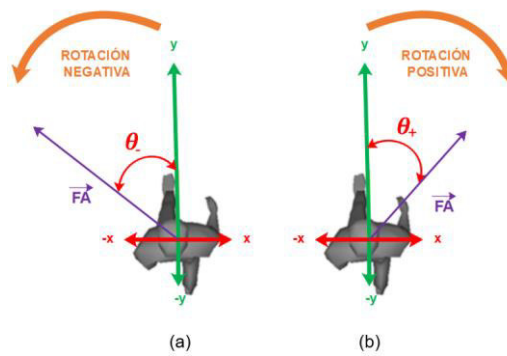 ROTACIÓN
NEGATIVA
y
θ-
FA
-x
x
-y
(a)
ROTACIÓN
POSITIVA
y
θ+
FA
-x
x
-y
(b)